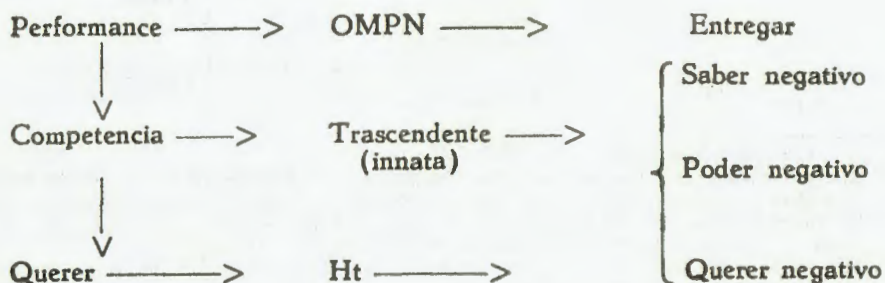 Performance OMPN Entregar
Saber negativo
Competencia Trascendente
(innata)
Poder negativo
Querer Ht Querer negativo